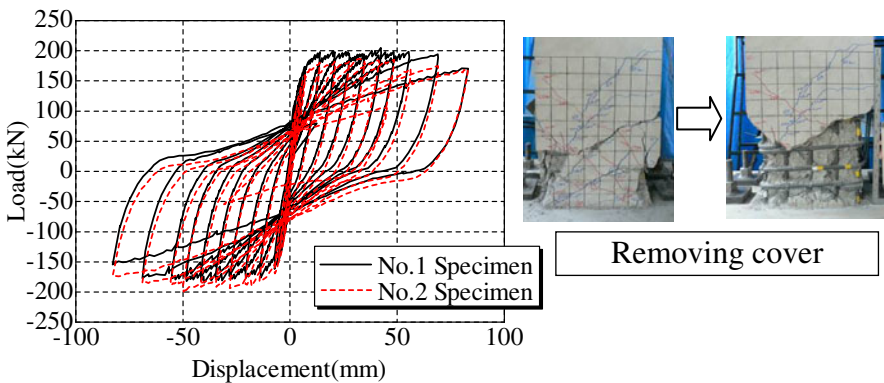 250
200
150
100
50
0
-50
-100
-150
-200
-250
Load(kN)
-100 -50 0 50 100
Displacement(mm)
No.1 Specimen
No.2 Specimen
Removing cover